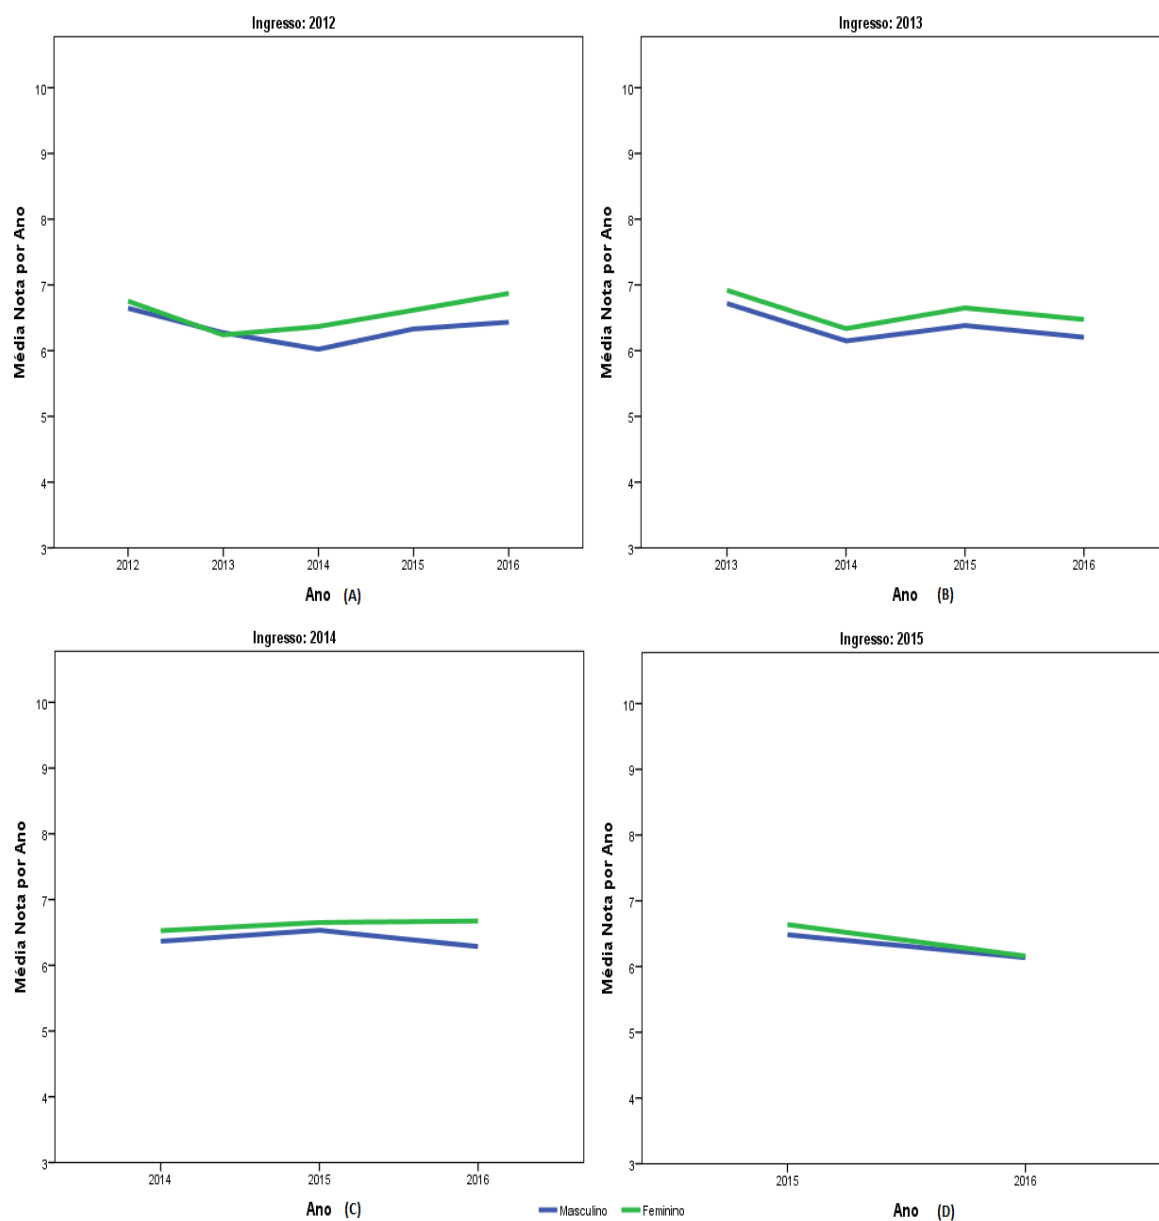 Ingresso: 2012
Média Nota por Ano
10
9
8
7
6
5
4
3
2012 2013 2014 2015 2016
Ano (A)
Ingresso: 2013
Média Nota por Ano
10
9
8
7
6
5
4
3
2013 2014 2015 2016
Ano (B)
Ingresso: 2014
Média Nota por Ano
10
9
8
7
6
5
4
3
2014 2015 2016
Ano (C)
Ingresso: 2015
Média Nota por Ano
10
9
8
7
6
5
4
3
2015 2016
Ano (D)
Masculino Feminino